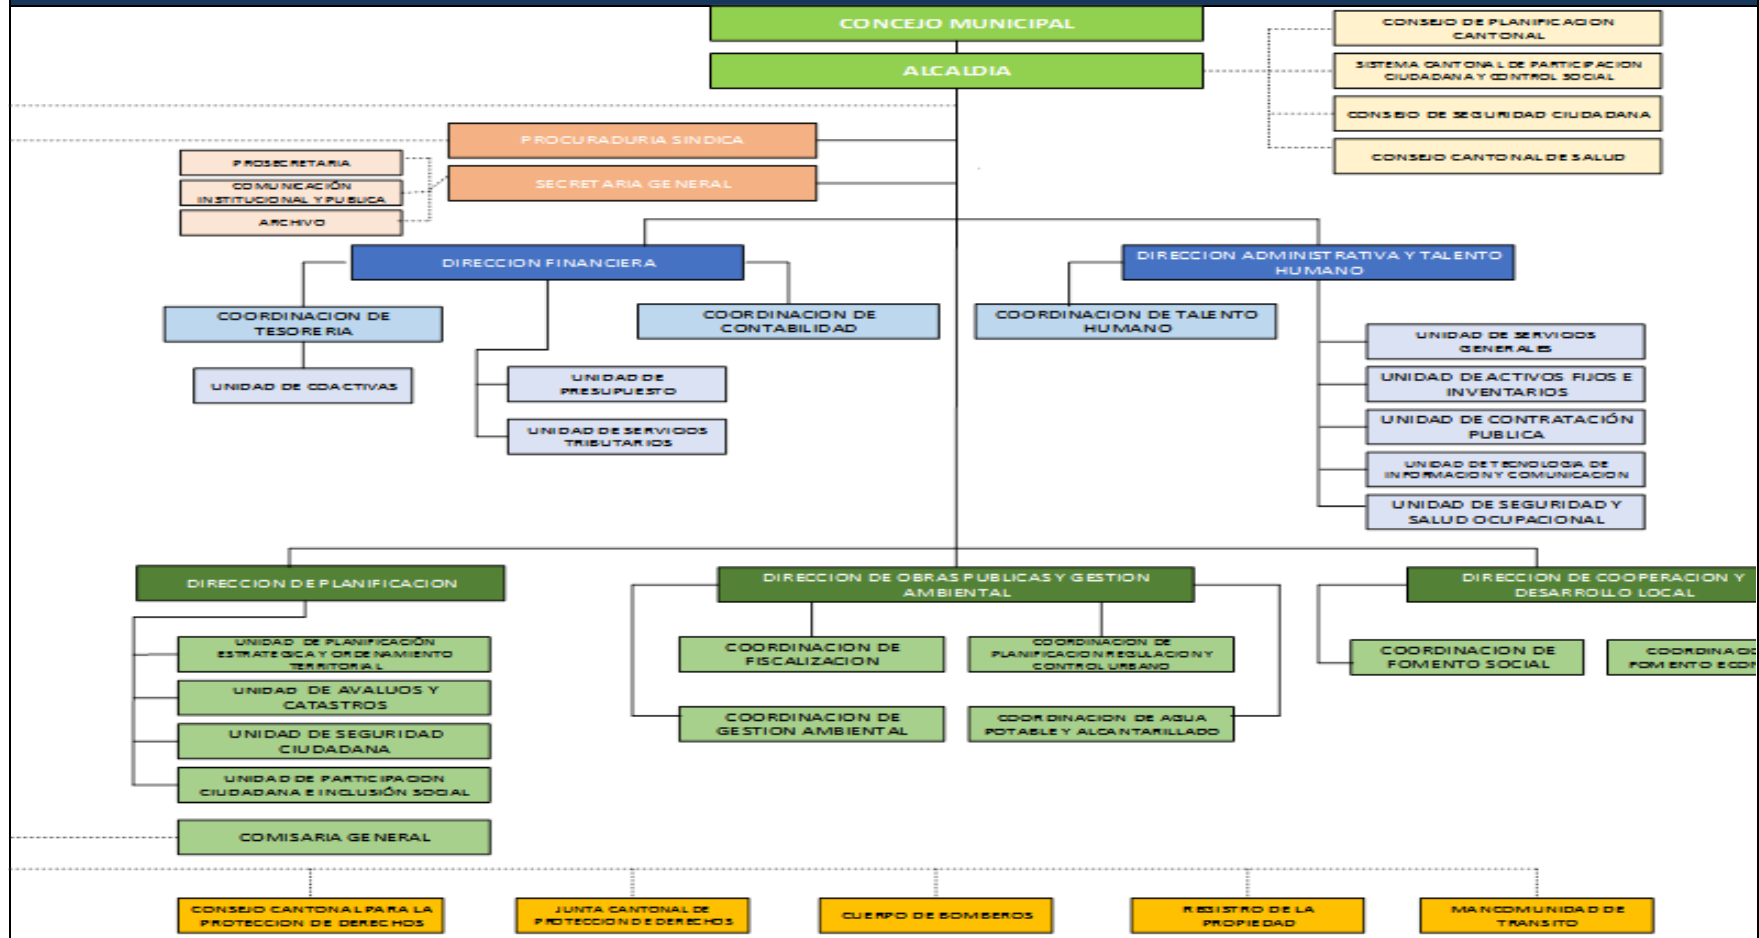 CONCEJO MUNICIPAL
ALCALDIA
CONSEJO DE PLANIFICACION
CANTONAL
SISTEMA CANTONAL DE PARTICIPACION
CIUDADANA Y CONTROL SOCIAL
CONSEJO DE SEGURIDAD CIUDADANA
CONSEJO CANTONAL DE SALUD
PROCURADURIA SINDICA
SECRETARIA GENERAL
PROSECRETARIA
COMUNICACIÓN
INSTITUCIONAL Y PUBLICA
ARCHIVO
DIRECCION FINANCIERA
DIRECCION ADMINISTRATIVA Y TALENTO
HUMANO
COORDINACION DE
TESORERIA
COORDINACION DE
CONTABILIDAD
COORDINACION DE TALENTO
HUMANO
UNIDAD DE COACTIVAS
UNIDAD DE
PRESUPUESTO
UNIDAD DE SERVICIOS
TRIBUTARIOS
UNIDAD DE SERVICIOS
GENERALES
UNIDAD DE ACTIVOS FIJOS E
INVENTARIOS
UNIDAD DE CONTRATACIÓN
PUBLICA
UNIDAD DE TECNOLOGIA DE
INFORMACION Y COMUNICACION
UNIDAD DE SEGURIDAD Y
SALUD OCUPACIONAL
DIRECCION DE PLANIFICACION
DIRECCION DE OBRAS PUBLICAS Y GESTION
AMBIENTAL
DIRECCION DE COOPERACION Y
DESARROLLO LOCAL
UNIDAD DE PLANIFICACIÓN
ESTRATEGICA Y ORDENAMIENTO
TERRITORIAL
UNIDAD DE AVALUOS Y
CATASTROS
UNIDAD DE SEGURIDAD
CIUDADANA
UNIDAD DE PARTICIPACION
CIUDADANA E INCLUSIÓN SOCIAL
COMISARIA GENERAL
COORDINACION DE
FISCALIZACION
COORDINACION DE
PLANIFICACION REGULACION Y
CONTROL URBANO
COORDINACION DE
GESTION AMBIENTAL
COORDINACION DE AGUA
POTABLE Y ALCANTARILLADO
COORDINACION DE
FOMENTO SOCIAL
COORDINAC
FOMENTO ECO
CONSEJO CANTONAL PARA LA
PROTECCION DE DERECHOS
JUNTA CANTONAL DE
PROTECCION DE DERECHOS
CUERPO DE BOMBEROS
REGISTRO DE LA
PROPIEDAD
MANCOMUNIDAD DE
TRANSITO